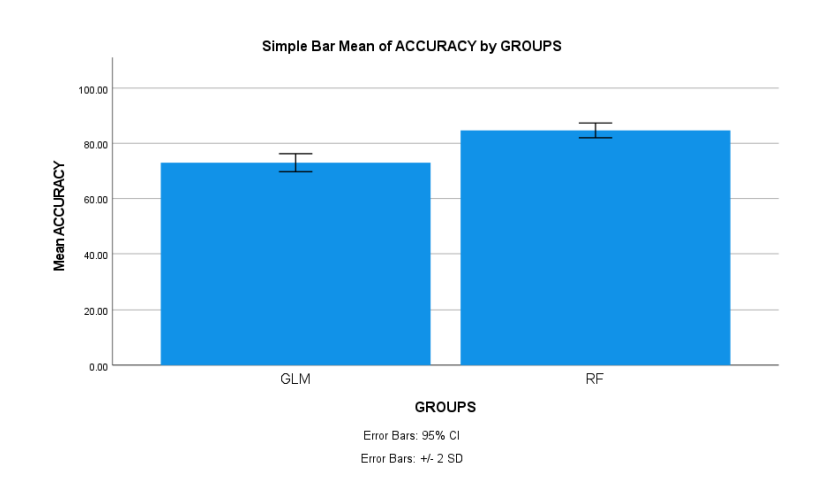 Simple Bar Mean of ACCURACY by GROUPS
100.00
80.00
60.00
40.00
20.00
0.00
Mean ACCURACY
GLM
RF
GROUPS
Error Bars: 95% CI
Error Bars: +/- 2 SD